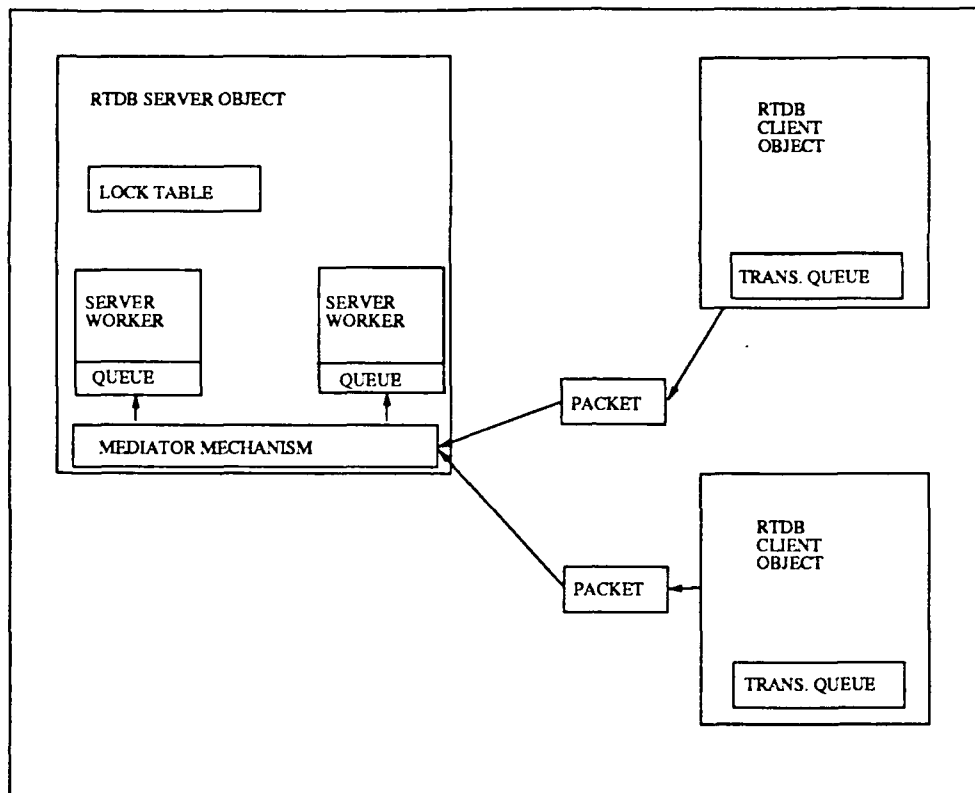 RTDB SERVER OBJECT
LOCK TABLE
SERVER
WORKER
QUEUE
SERVER
WORKER
QUEUE
MEDIATOR MECHANISM
RTDB
CLIENT
OBJECT
TRANS. QUEUE
PACKET
PACKET
RTDB
CLIENT
OBJECT
TRANS. QUEUE